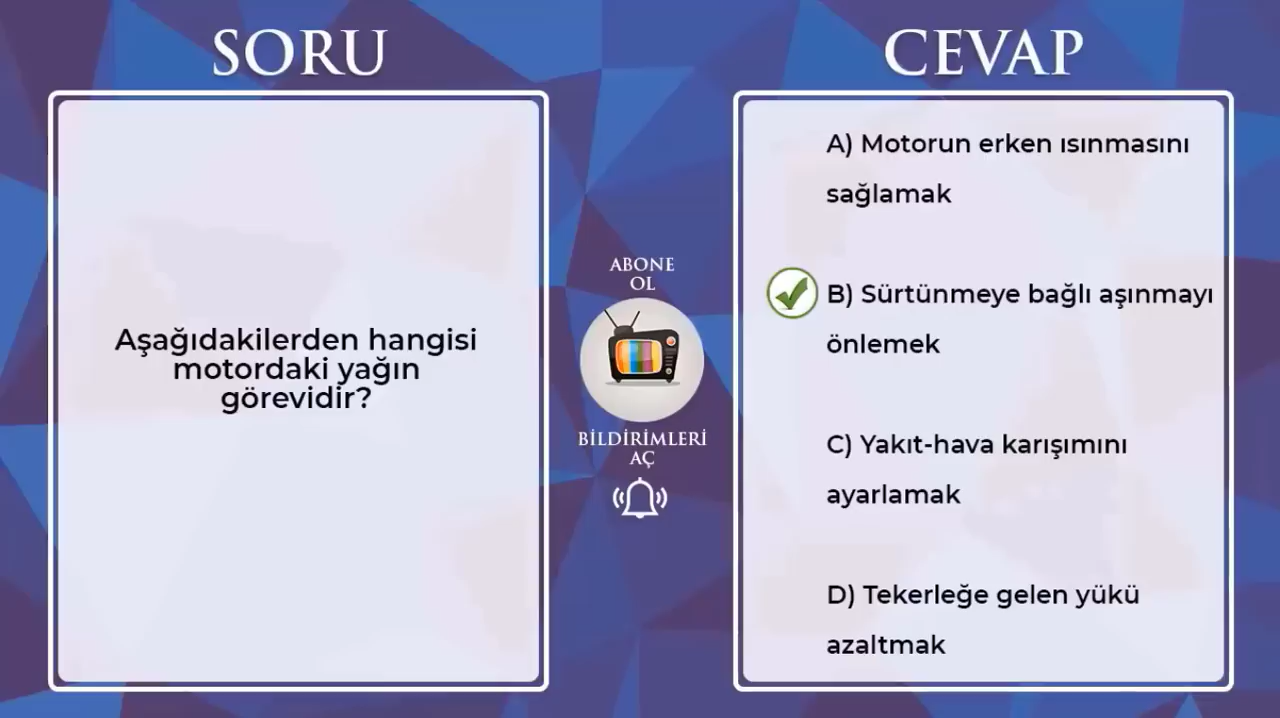 SORU
Aşağıdakilerden hangisi
motordaki yağın
görevidir?
ABONE
OL
BİLDİRİMLERİ
AÇ
CEVAP
A) Motorun erken ısınmasını
sağlamak
B) Sürtünmeye bağlı aşınmayı
önlemek
C) Yakıt-hava karışımını
ayarlamak
D) Tekerleğe gelen yükü
azaltmak